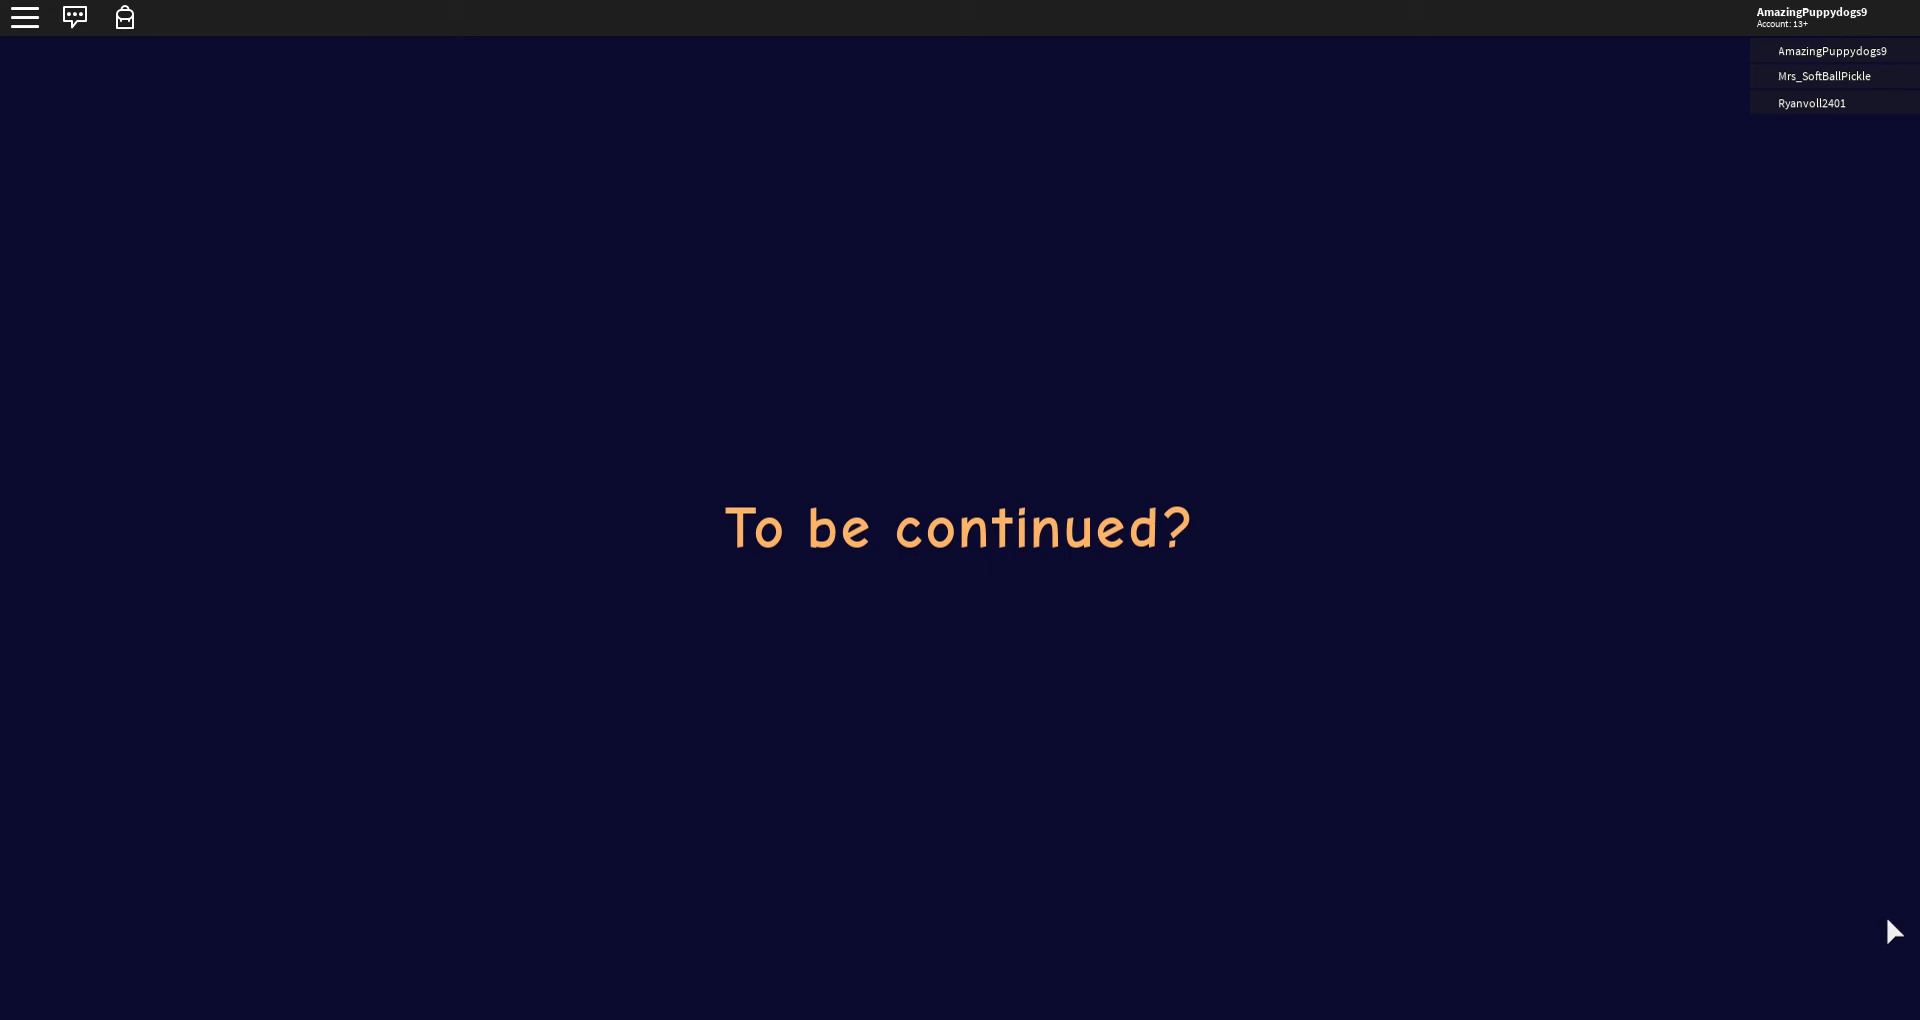 AmazingPuppydogs9
Account: 13+
AmazingPuppydogs9
Mrs_SoftBallPickle
Ryanvoll2401
To be continued?